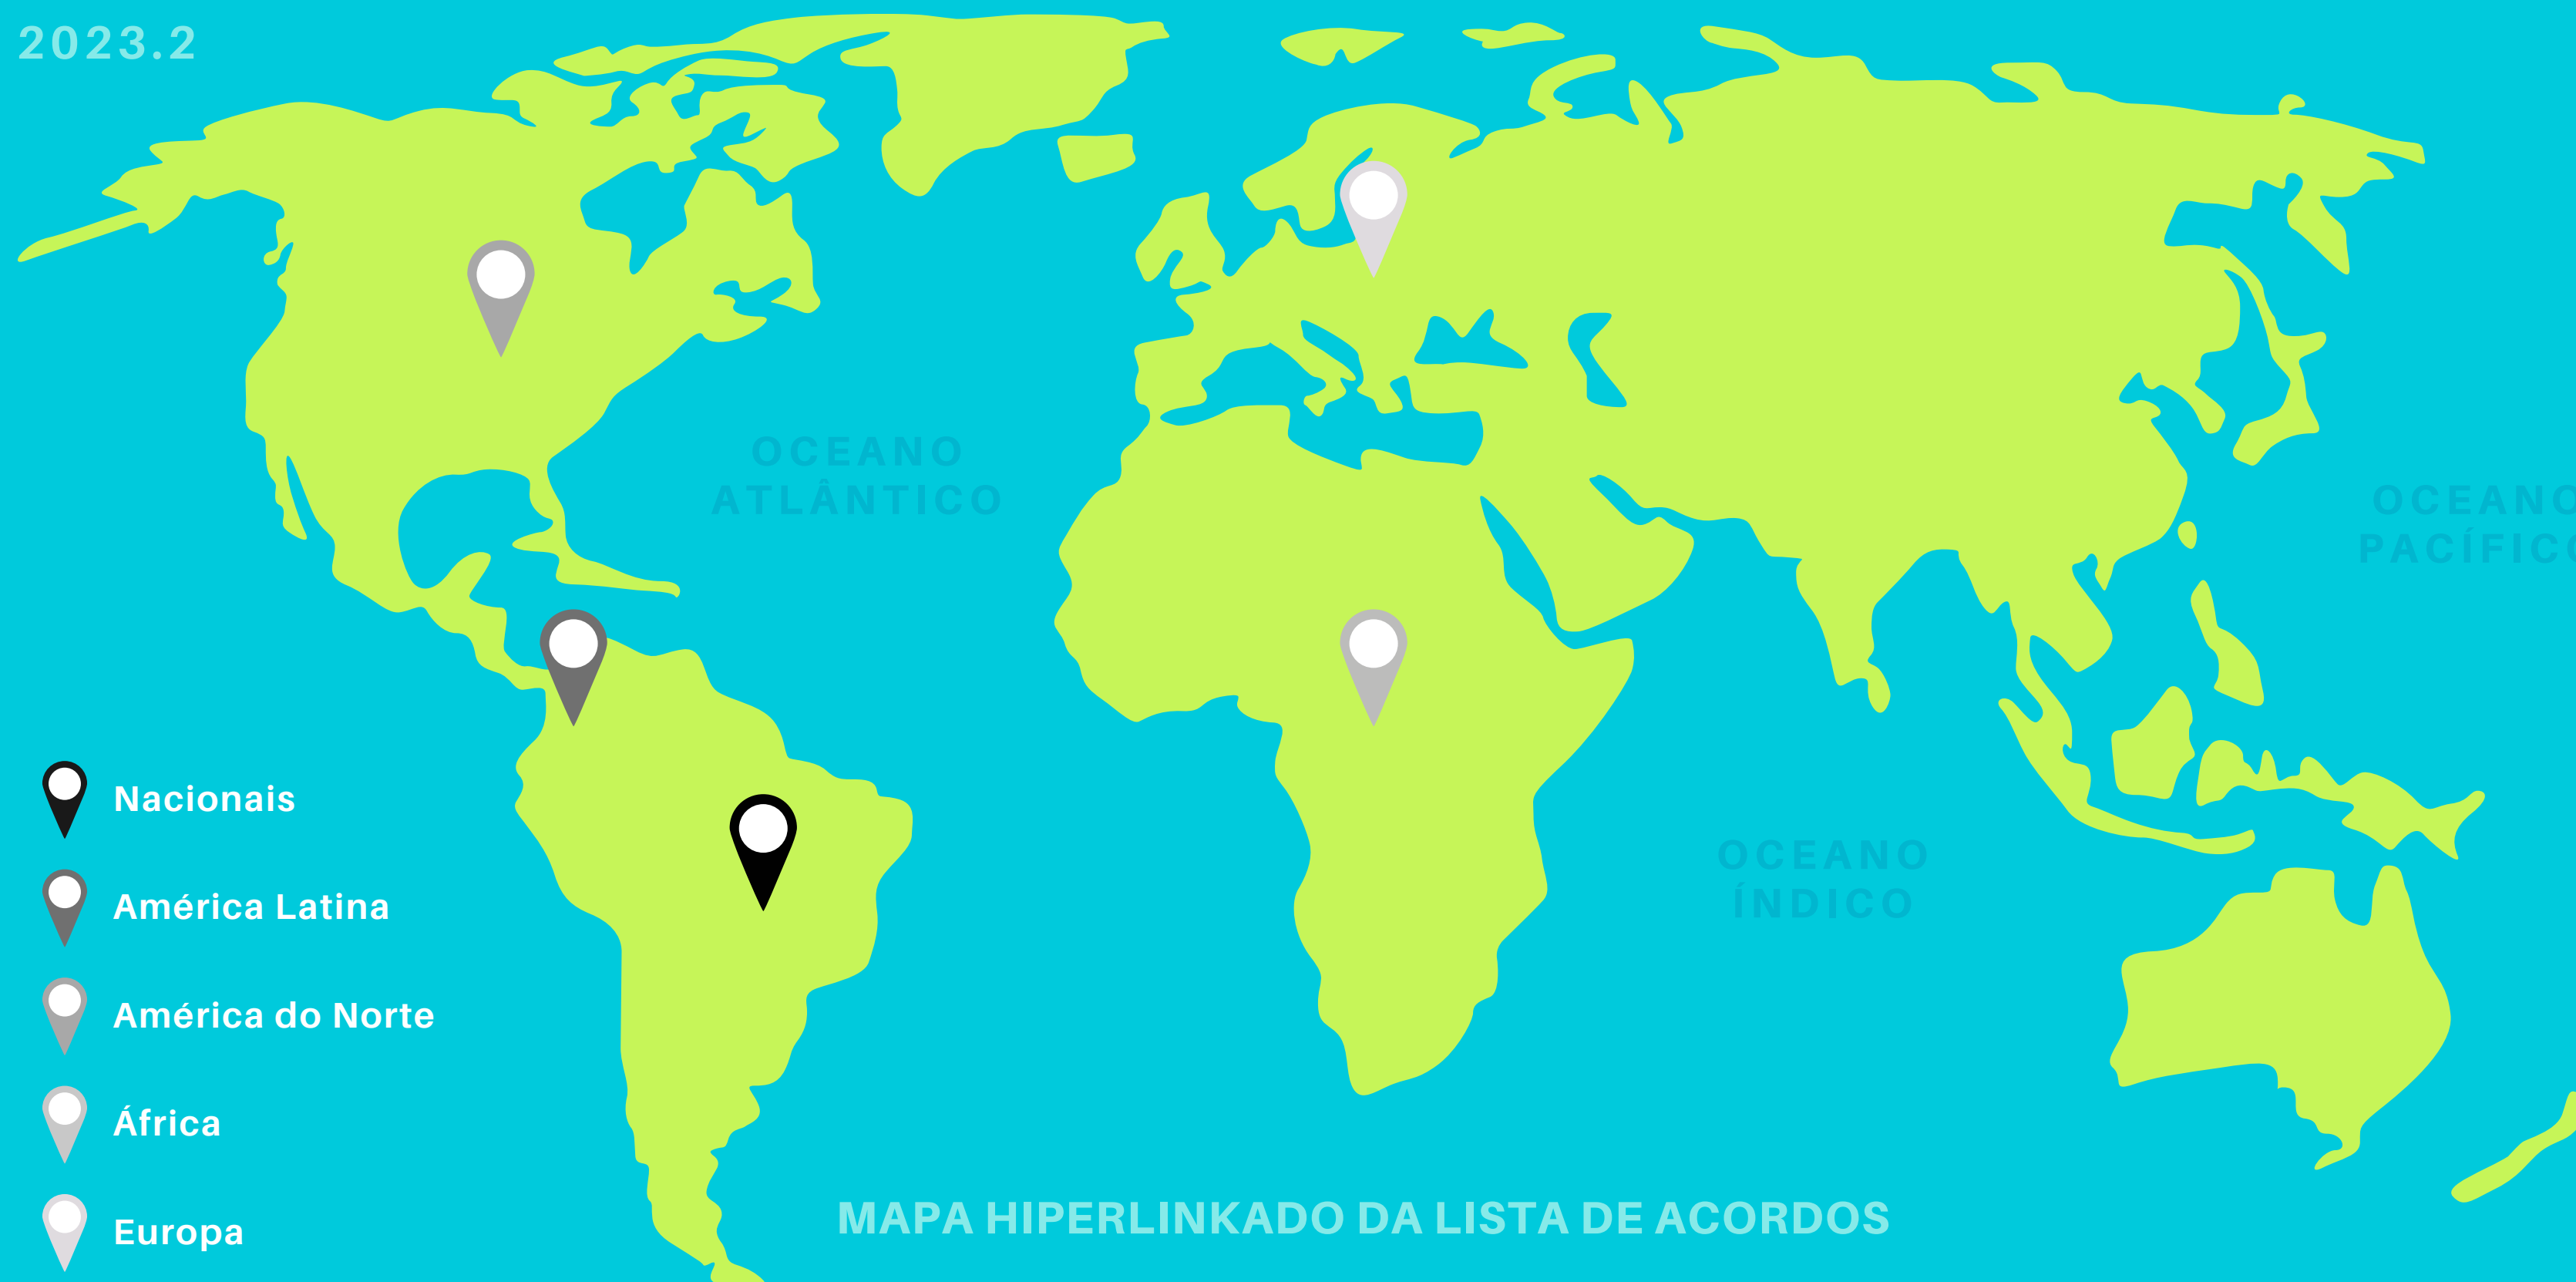 2023.2
OCEANO
ATLÂNTICO
OCEANO
PACÍFICO
OCEANO
ÍNDICO
Nacionais
América Latina
América do Norte
África
Europa
MAPA HIPERLINKADO DA LISTA DE ACORDOS